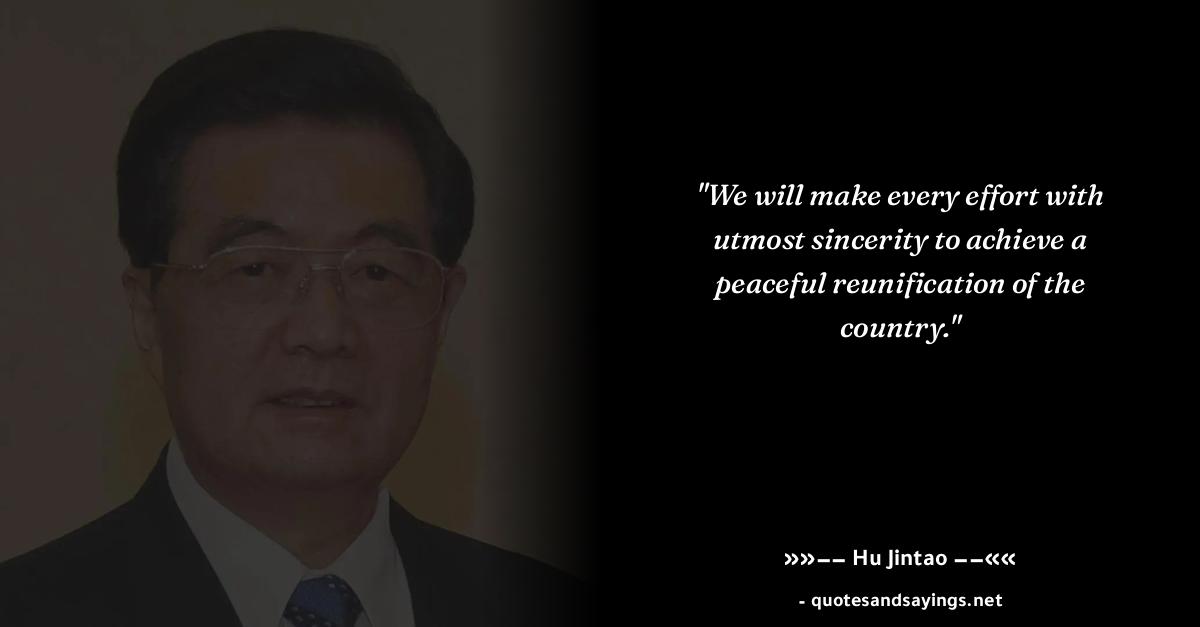 "We will make every effort with
utmost sincerity to achieve a
peaceful reunification of the
country."
»»−− Hu Jintao −−««
- quotesandsayings.net